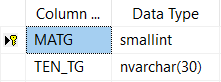 Column ... Data Type
MATG smallint
TEN_TG nvarchar(30)